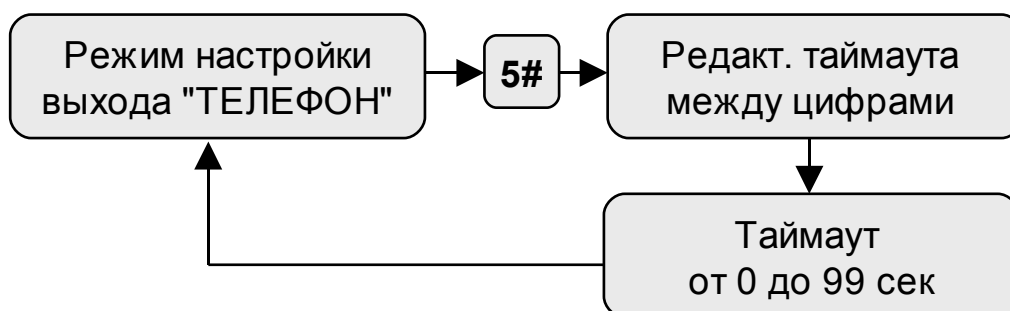 Режим настройки
выхода "ТЕЛЕФОН"
5#
Редакт. таймаута
между цифрами
Таймаут
от 0 до 99 сек